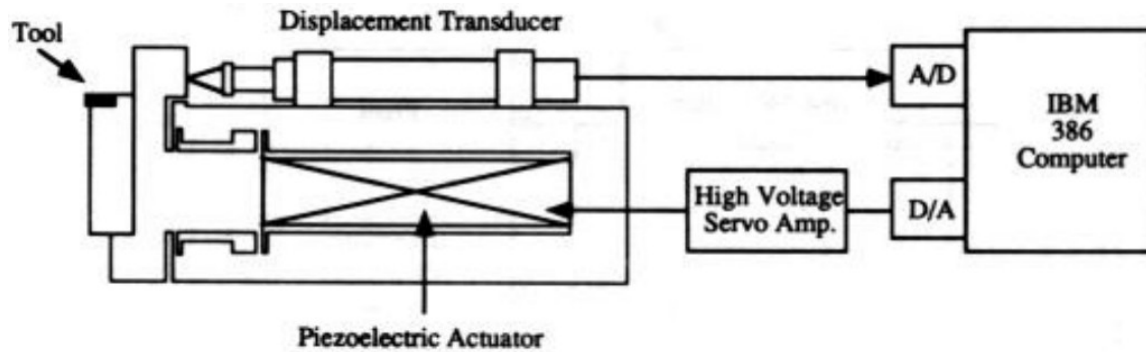 Displacement Transducer
Tool
A/D
IBM
386
Computer
High Voltage
Servo Amp.
D/A
Piezoelectric Actuator